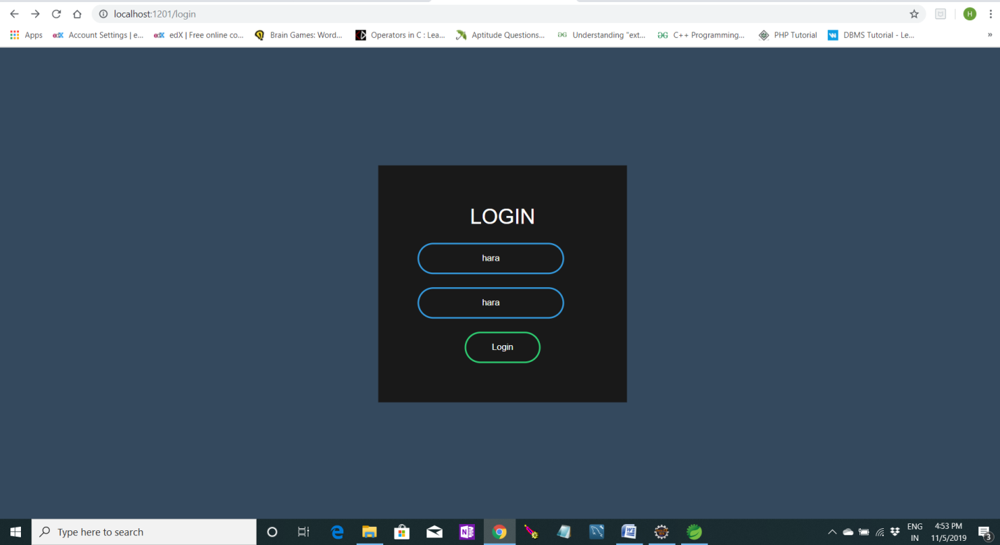 localhost:1201/login
Apps Account Settings | e... edX | Free online co... Brain Games: Word... Operators in C : Lea... Aptitude Questions... Understanding "ext... C++ Programming... PHP Tutorial DBMS Tutorial - Le... »
LOGIN
hara
hara
Login
Type here to search
ENG
IN
4:53 PM
11/5/2019
3